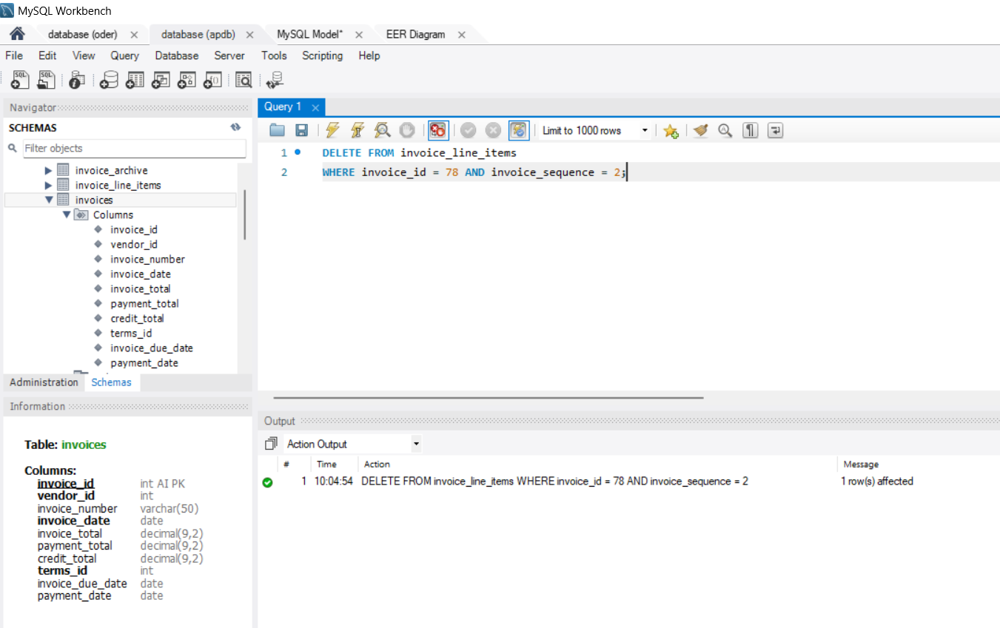 MySQL Workbench
database (oder) database (apdb) MySQL Model* EER Diagram
File Edit View Query Database Server Tools Scripting Help
Navigator
SCHEMAS
Filter objects
invoice_archive
invoice_line_items
invoices
Columns
invoice_id
vendor_id
invoice_number
invoice_date
invoice_total
payment_total
credit_total
terms_id
invoice_due_date
payment_date
Administration Schemas
Information
Table: invoices
Columns:
invoice_id int AI PK
vendor_id int
invoice_number varchar(50)
invoice_date date
invoice_total decimal(9,2)
payment_total decimal(9,2)
credit_total decimal(9,2)
terms_id int
invoice_due_date date
payment_date date
Query 1
Limit to 1000 rows
1 DELETE FROM invoice_line_items
2 WHERE invoice_id = 78 AND invoice_sequence = 2;
Output
Action Output
# Time Action Message
1 10:04:54 DELETE FROM invoice_line_items WHERE invoice_id = 78 AND invoice_sequence = 2 1 row(s) affected